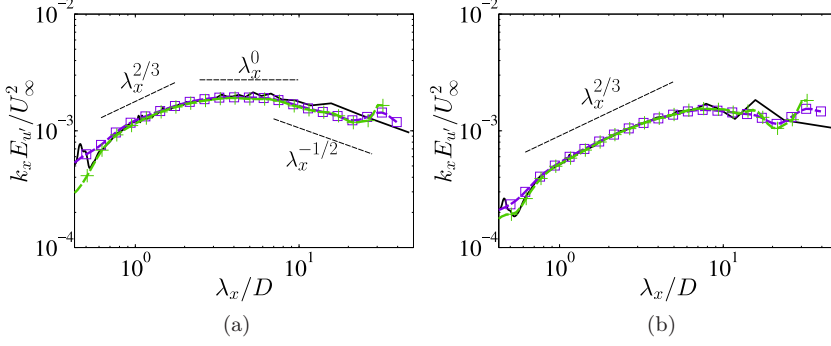 10^{-2}
10^{-3}
10^{-4}
k_x E_{u'}/U_∞^2
λ_x^{2/3}
λ_x^0
λ_x^{-1/2}
10^0
10^1
λ_x/D
(a)
10^{-2}
10^{-3}
10^{-4}
k_x E_{u'}/U_∞^2
λ_x^{2/3}
10^0
10^1
λ_x/D
(b)